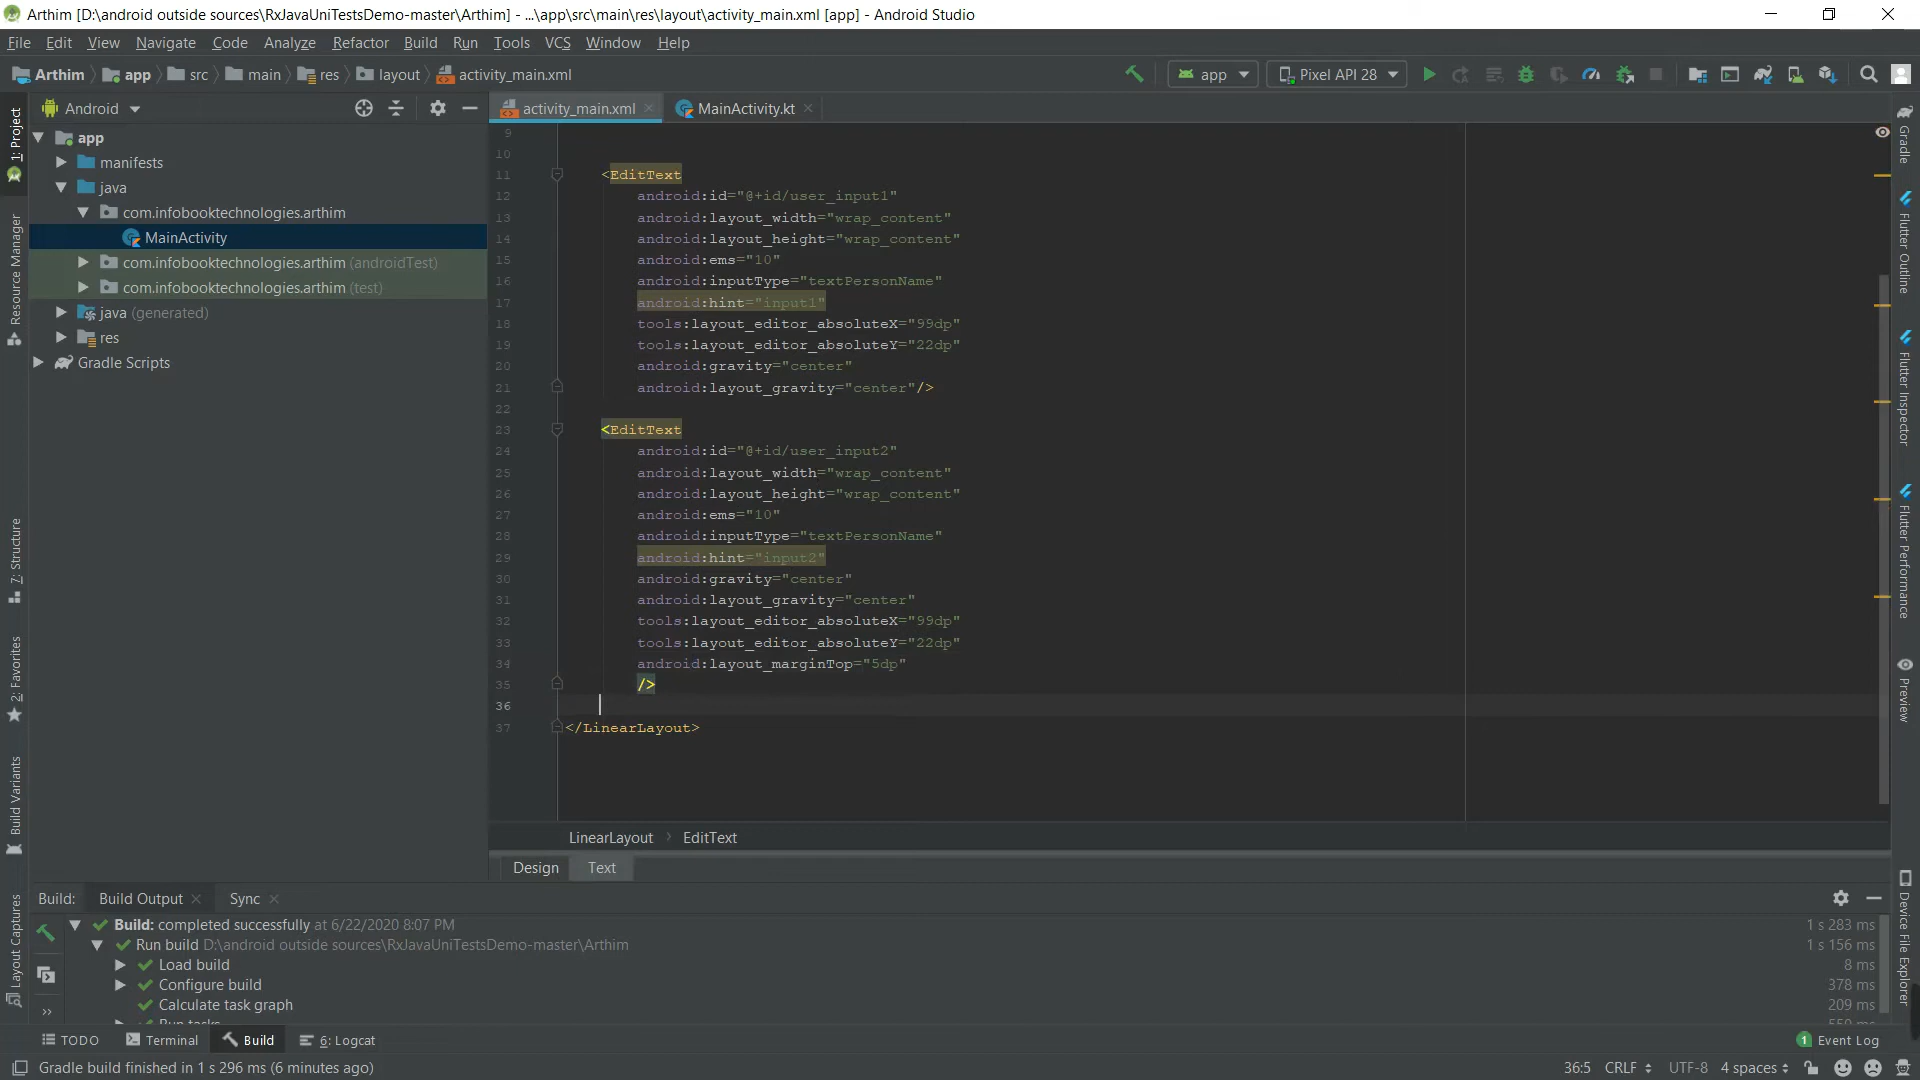 Arthim [D:\android outside sources\RxJavaUniTestsDemo-master\Arthim] - ...\app\src\main\res\layout\activity_main.xml [app] - Android Studio
File Edit View Navigate Code Analyze Refactor Build Run Tools VCS Window Help
Arthim app src main res layout activity_main.xml app Pixel API 28
1: Project
Resource Manager
7: Structure
2: Favorites
Build Variants
Layout Captures
Android
app
manifests
java
com.infobooktechnologies.arthim
MainActivity
com.infobooktechnologies.arthim (androidTest)
com.infobooktechnologies.arthim (test)
java (generated)
res
Gradle Scripts
activity_main.xml MainActivity.kt
9
10
11 <EditText
12 android:id="@+id/user_input1"
13 android:layout_width="wrap_content"
14 android:layout_height="wrap_content"
15 android:ems="10"
16 android:inputType="textPersonName"
17 android:hint="input1"
18 tools:layout_editor_absoluteX="99dp"
19 tools:layout_editor_absoluteY="22dp"
20 android:gravity="center"
21 android:layout_gravity="center"/>
22
23 <EditText
24 android:id="@+id/user_input2"
25 android:layout_width="wrap_content"
26 android:layout_height="wrap_content"
27 android:ems="10"
28 android:inputType="textPersonName"
29 android:hint="input2"
30 android:gravity="center"
31 android:layout_gravity="center"
32 tools:layout_editor_absoluteX="99dp"
33 tools:layout_editor_absoluteY="22dp"
34 android:layout_marginTop="5dp"
35 />
36
37 </LinearLayout>
LinearLayout › EditText
Design Text
Gradle
Flutter Outline
Flutter Inspector
Flutter Performance
Preview
Device File Explorer
Build: Build Output Sync
Build: completed successfully at 6/22/2020 8:07 PM 1 s 283 ms
Run build D:\android outside sources\RxJavaUniTestsDemo-master\Arthim 1 s 156 ms
Load build 8 ms
Configure build 378 ms
Calculate task graph 209 ms
Run tasks 559 ms
TODO Terminal Build 6: Logcat 1 Event Log
Gradle build finished in 1 s 296 ms (6 minutes ago) 36:5 CRLF UTF-8 4 spaces